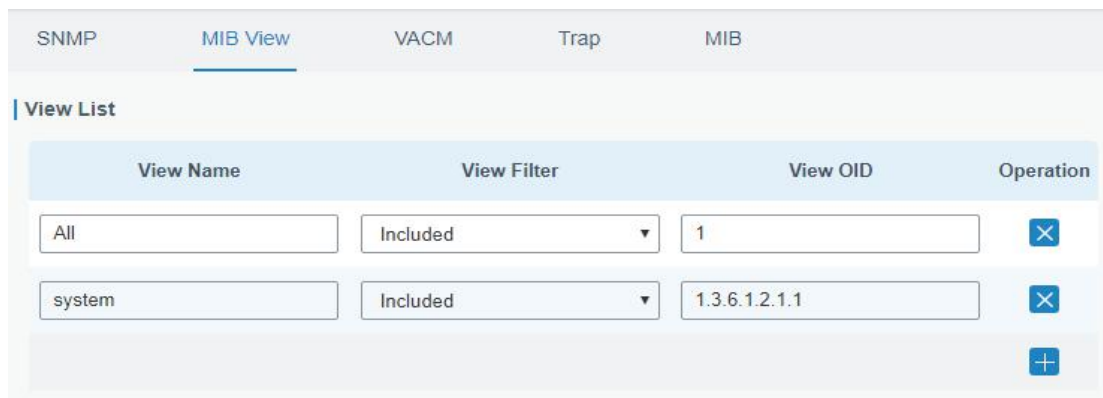 SNMP MIB View VACM Trap MIB
View List
View Name View Filter View OID Operation
All Included 1
system Included 1.3.6.1.2.1.1